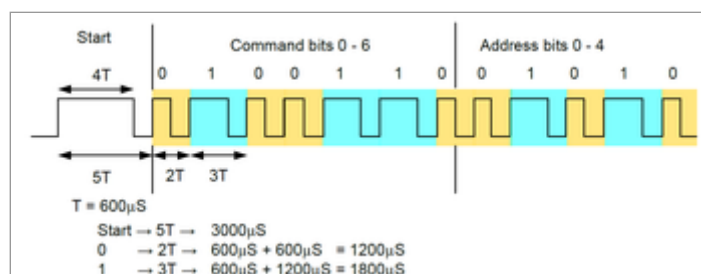 Start
Command bits 0 - 6
Address bits 0 - 4
4T
0 1 0 0 1 1 0 0 1 0 1 0
5T
2T
3T
T = 600µS
Start → 5T → 3000µS
0 → 2T → 600µS + 600µS = 1200µS
1 → 3T → 600µS + 1200µS = 1800µS